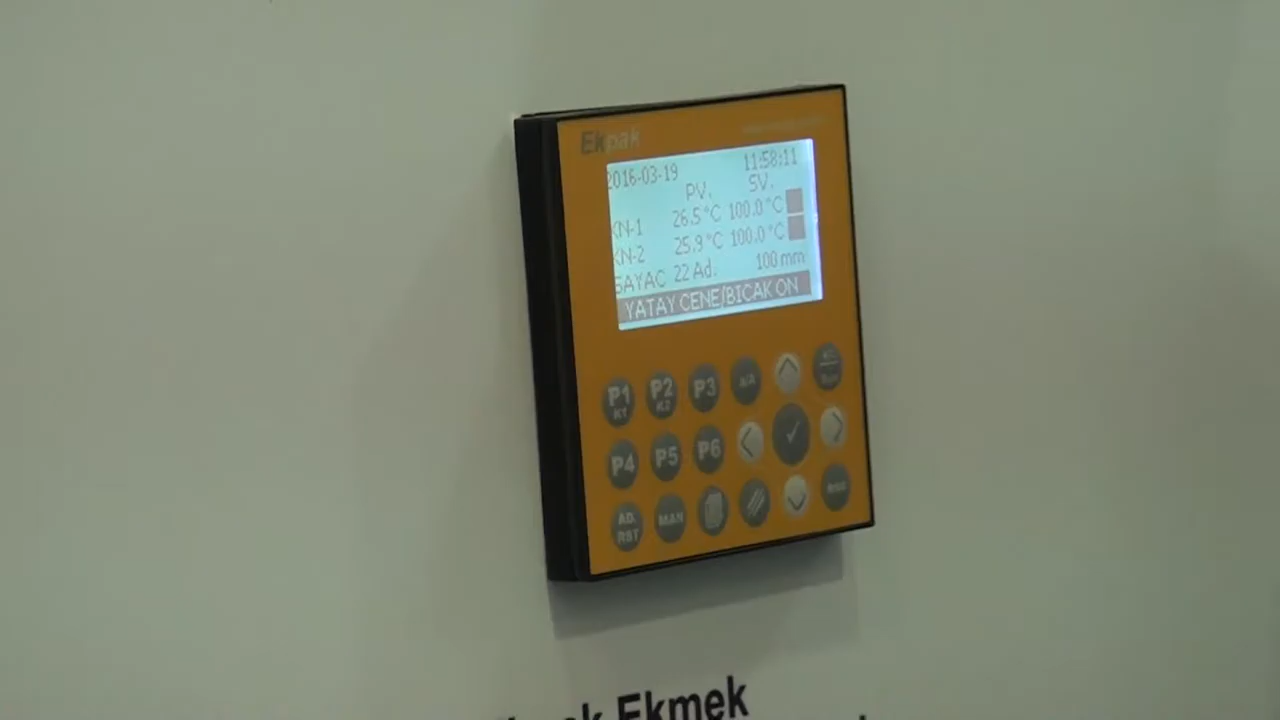 Ekpak
2016-03-19 11:58:11
PV. SV.
KN-1 26.5 °C 100.0 °C
KN-2 25.9 °C 100.0 °C
SAYAC 22 Ad. 100 mm
YATAY CENE/BICAK ON
P1 K1 P2 K2 P3
P4 P5 P6
AD. RST MAN
Ekmek